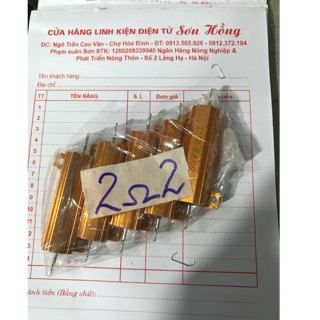 CỬA HÀNG LINH KIỆN ĐIỆN TỬ Sơn Hồng
ĐC: Ngõ Trần Cao Vân - Chợ Hòa Bình - ĐT: 0913.505.926 - 0912.372.194
Phạm xuân Sơn STK: 1200209339940 Ngân Hàng Nông Nghiệp &
Phát Triển Nông Thôn - Số 2 Láng Hạ - Hà Nội
Tên khách hàng:
Địa chỉ
TT TÊN HÀNG S.L Đơn giá tiền
2Ω2
ành tiền (Bằng chữ):